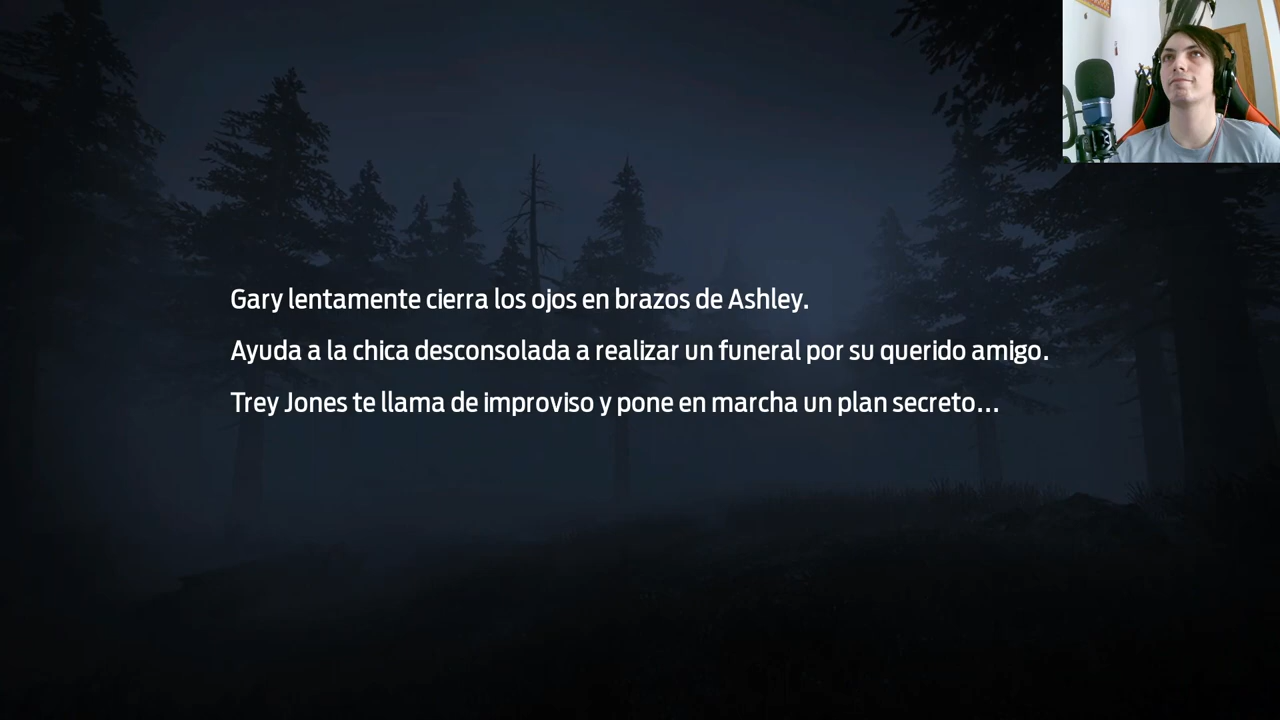 Gary lentamente cierra los ojos en brazos de Ashley.
Ayuda a la chica desconsolada a realizar un funeral por su querido amigo.
Trey Jones te llama de improviso y pone en marcha un plan secreto...